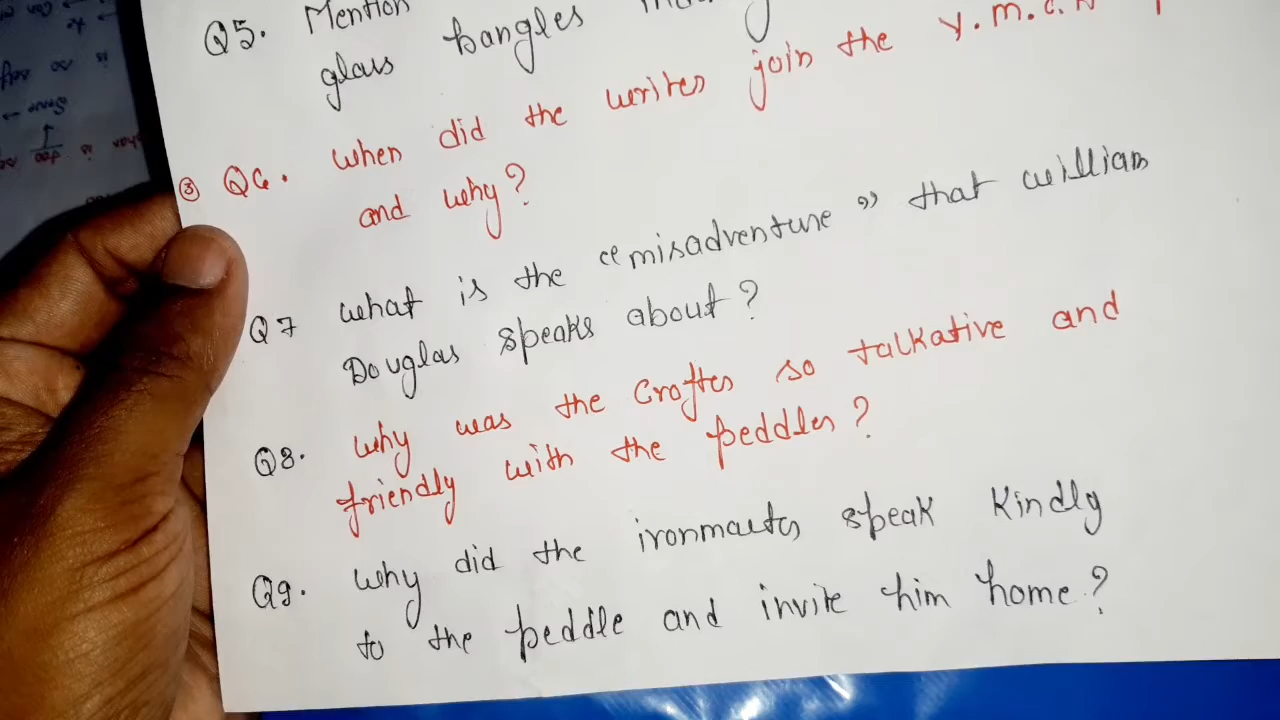 Q5. Mention
glass bangles
when did the writer join the Y.M.C.A
③ Q6.
and why?
Q7 what is the "misadventure" that william
Douglas speaks about?
Q8. why was the Crofter so talkative and
friendly with the peddler?
Q9. why did the ironmaster speak kindly
to the peddle and invite him home?